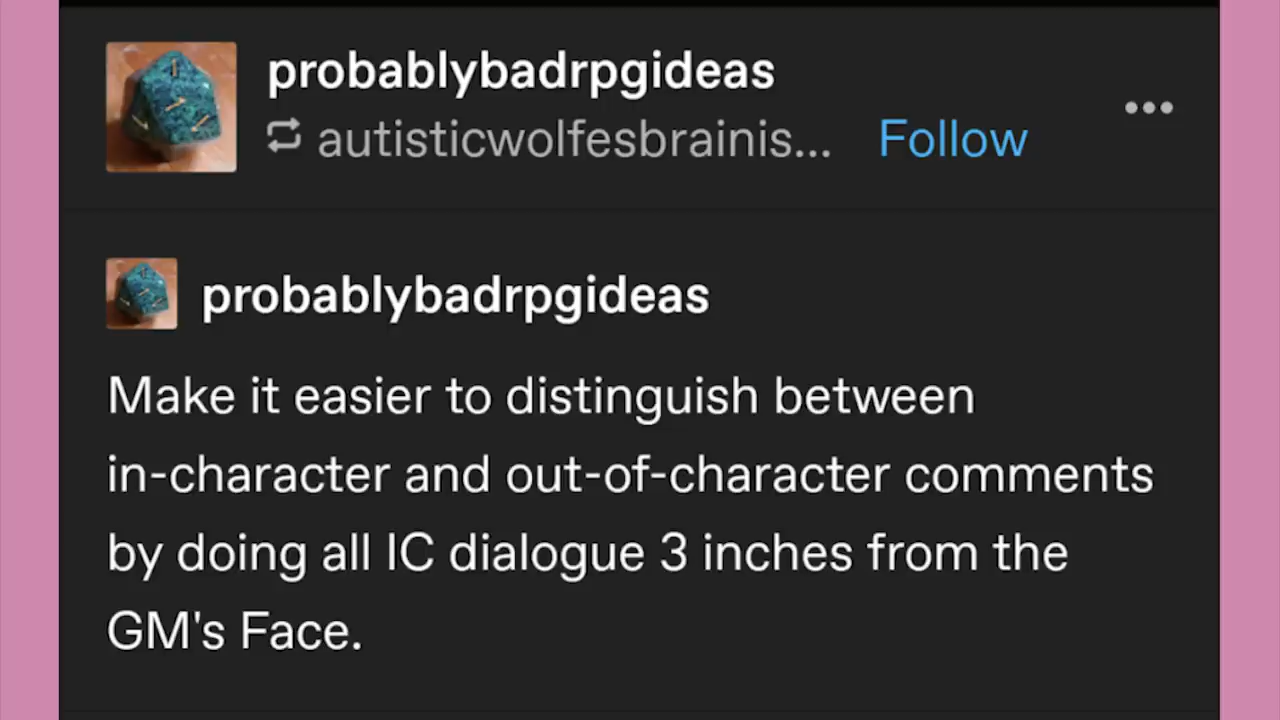 probablybadrpgideas
autisticwolfesbrainis... Follow
probablybadrpgideas
Make it easier to distinguish between
in-character and out-of-character comments
by doing all IC dialogue 3 inches from the
GM's Face.